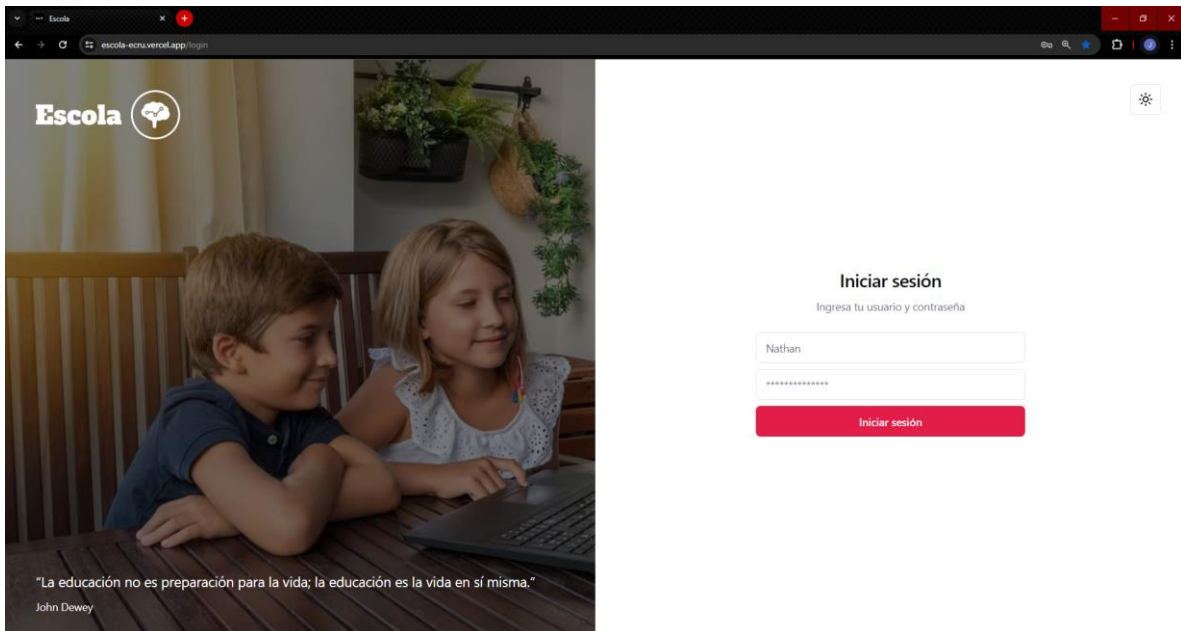 Escola
escola-ecru.vercel.app/login
Escola
Iniciar sesión
Ingresa tu usuario y contraseña
Nathan
**************
Iniciar sesión
“La educación no es preparación para la vida; la educación es la vida en sí misma.”
John Dewey